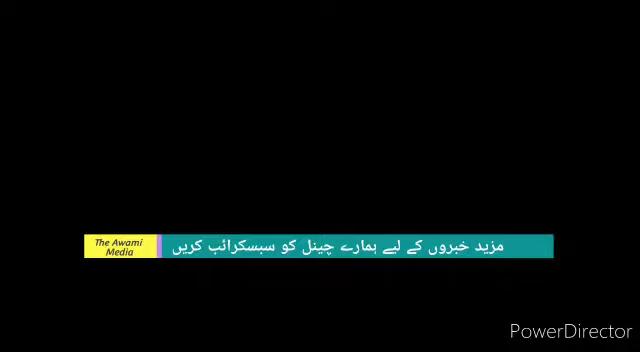 The Awami
Media
مزید خبروں کے لیے ہمارے چینل کو سبسکرائب کریں
PowerDirector